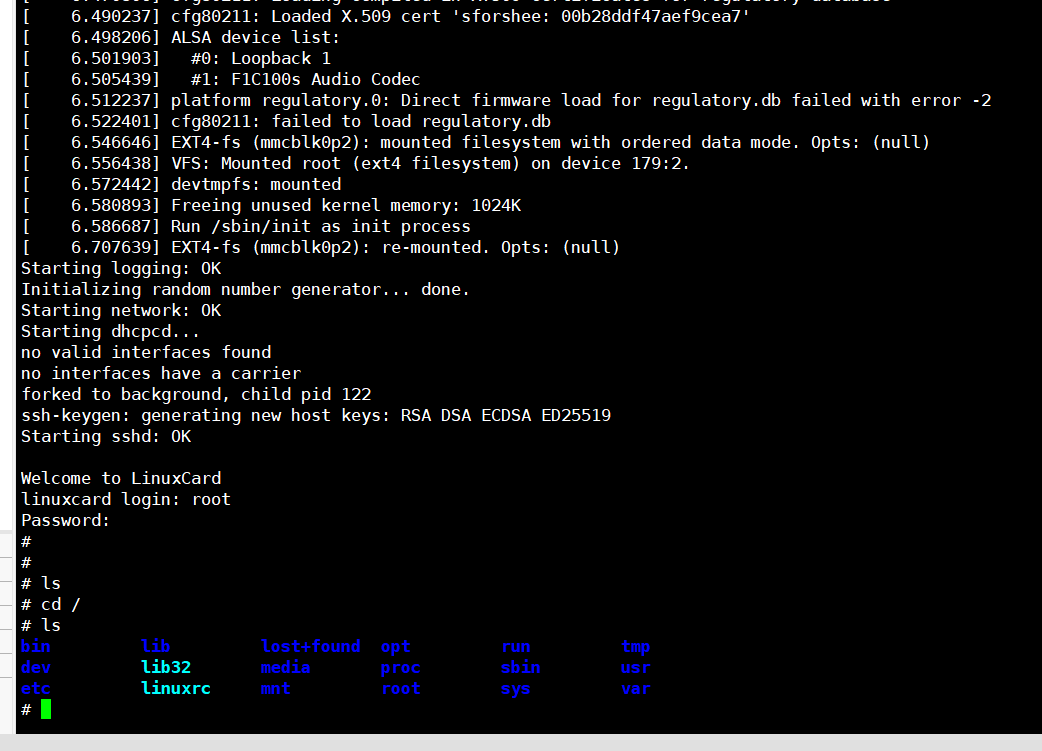 [    6.490237] cfg80211: Loaded X.509 cert 'sforshee: 00b28ddf47aef9cea7'
[    6.498206] ALSA device list:
[    6.501903]   #0: Loopback 1
[    6.505439]   #1: F1C100s Audio Codec
[    6.512237] platform regulatory.0: Direct firmware load for regulatory.db failed with error -2
[    6.522401] cfg80211: failed to load regulatory.db
[    6.546646] EXT4-fs (mmcblk0p2): mounted filesystem with ordered data mode. Opts: (null)
[    6.556438] VFS: Mounted root (ext4 filesystem) on device 179:2.
[    6.572442] devtmpfs: mounted
[    6.580893] Freeing unused kernel memory: 1024K
[    6.586687] Run /sbin/init as init process
[    6.707639] EXT4-fs (mmcblk0p2): re-mounted. Opts: (null)
Starting logging: OK
Initializing random number generator... done.
Starting network: OK
Starting dhcpcd...
no valid interfaces found
no interfaces have a carrier
forked to background, child pid 122
ssh-keygen: generating new host keys: RSA DSA ECDSA ED25519
Starting sshd: OK

Welcome to LinuxCard
linuxcard login: root
Password:
#
#
# ls
# cd /
# ls
bin         lib         lost+found  opt         run         tmp
dev         lib32       media       proc        sbin        usr
etc         linuxrc     mnt         root        sys         var
#